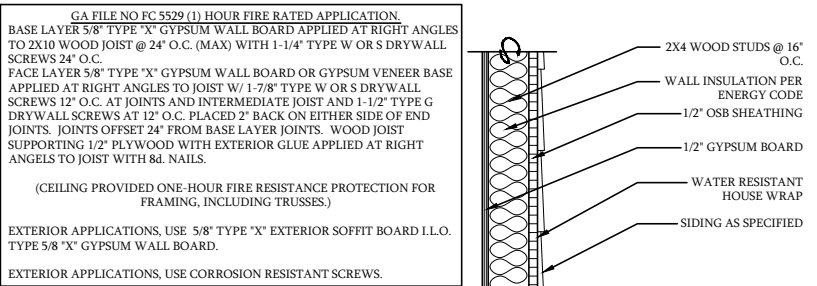 GA FILE NO FC 5529 (1) HOUR FIRE RATED APPLICATION.
BASE LAYER 5/8" TYPE "X" GYPSUM WALL BOARD APPLIED AT RIGHT ANGLES
TO 2X10 WOOD JOIST @ 24" O.C. (MAX) WITH 1-1/4" TYPE W OR S DRYWALL
SCREWS 24" O.C.
FACE LAYER 5/8" TYPE "X" GYPSUM WALL BOARD OR GYPSUM VENEER BASE
APPLIED AT RIGHT ANGLES TO JOIST W/ 1-7/8" TYPE W OR S DRYWALL
SCREWS 12" O.C. AT JOINTS AND INTERMEDIATE JOIST AND 1-1/2" TYPE G
DRYWALL SCREWS AT 12" O.C. PLACED 2" BACK ON EITHER SIDE OF END
JOINTS. JOINTS OFFSET 24" FROM BASE LAYER JOINTS. WOOD JOIST
SUPPORTING 1/2" PLYWOOD WITH EXTERIOR GLUE APPLIED AT RIGHT
ANGELS TO JOIST WITH 8d. NAILS.
(CEILING PROVIDED ONE-HOUR FIRE RESISTANCE PROTECTION FOR
FRAMING, INCLUDING TRUSSES.)
EXTERIOR APPLICATIONS, USE 5/8" TYPE "X" EXTERIOR SOFFIT BOARD I.L.O.
TYPE 5/8 "X" GYPSUM WALL BOARD.
EXTERIOR APPLICATIONS, USE CORROSION RESISTANT SCREWS.
2X4 WOOD STUDS @ 16"
O.C.
WALL INSULATION PER
ENERGY CODE
1/2" OSB SHEATHING
1/2" GYPSUM BOARD
WATER RESISTANT
HOUSE WRAP
SIDING AS SPECIFIED